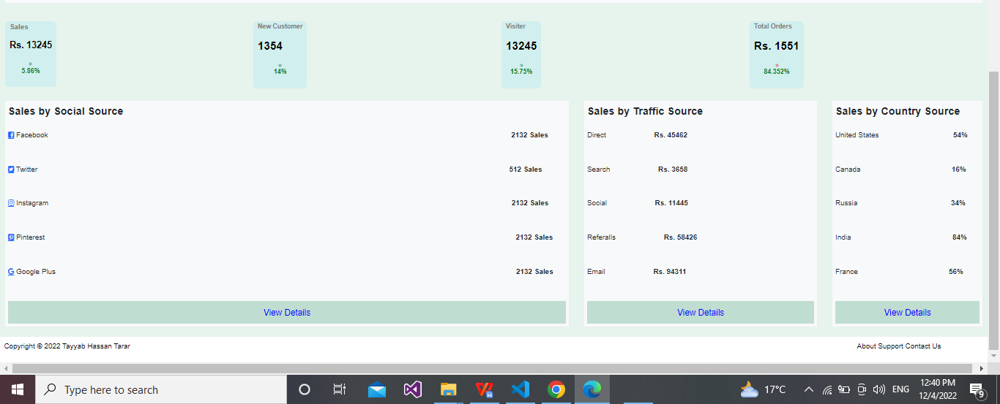 Sales
Rs. 13245
5.86%
New Customer
1354
14%
Visiter
13245
15.75%
Total Orders
Rs. 1551
84.352%
Sales by Social Source
Facebook 2132 Sales
Twitter 512 Sales
Instagram 2132 Sales
Pinterest 2132 Sales
Google Plus 2132 Sales
View Details
Sales by Traffic Source
Direct Rs. 45462
Search Rs. 3658
Social Rs. 11445
Referalls Rs. 58426
Email Rs. 94311
View Details
Sales by Country Source
United States 54%
Canada 16%
Russia 34%
India 84%
France 56%
View Details
Copyright © 2022 Tayyab Hassan Tarar
About Support Contact Us
Type here to search
17°C
ENG
12:40 PM
12/4/2022
9